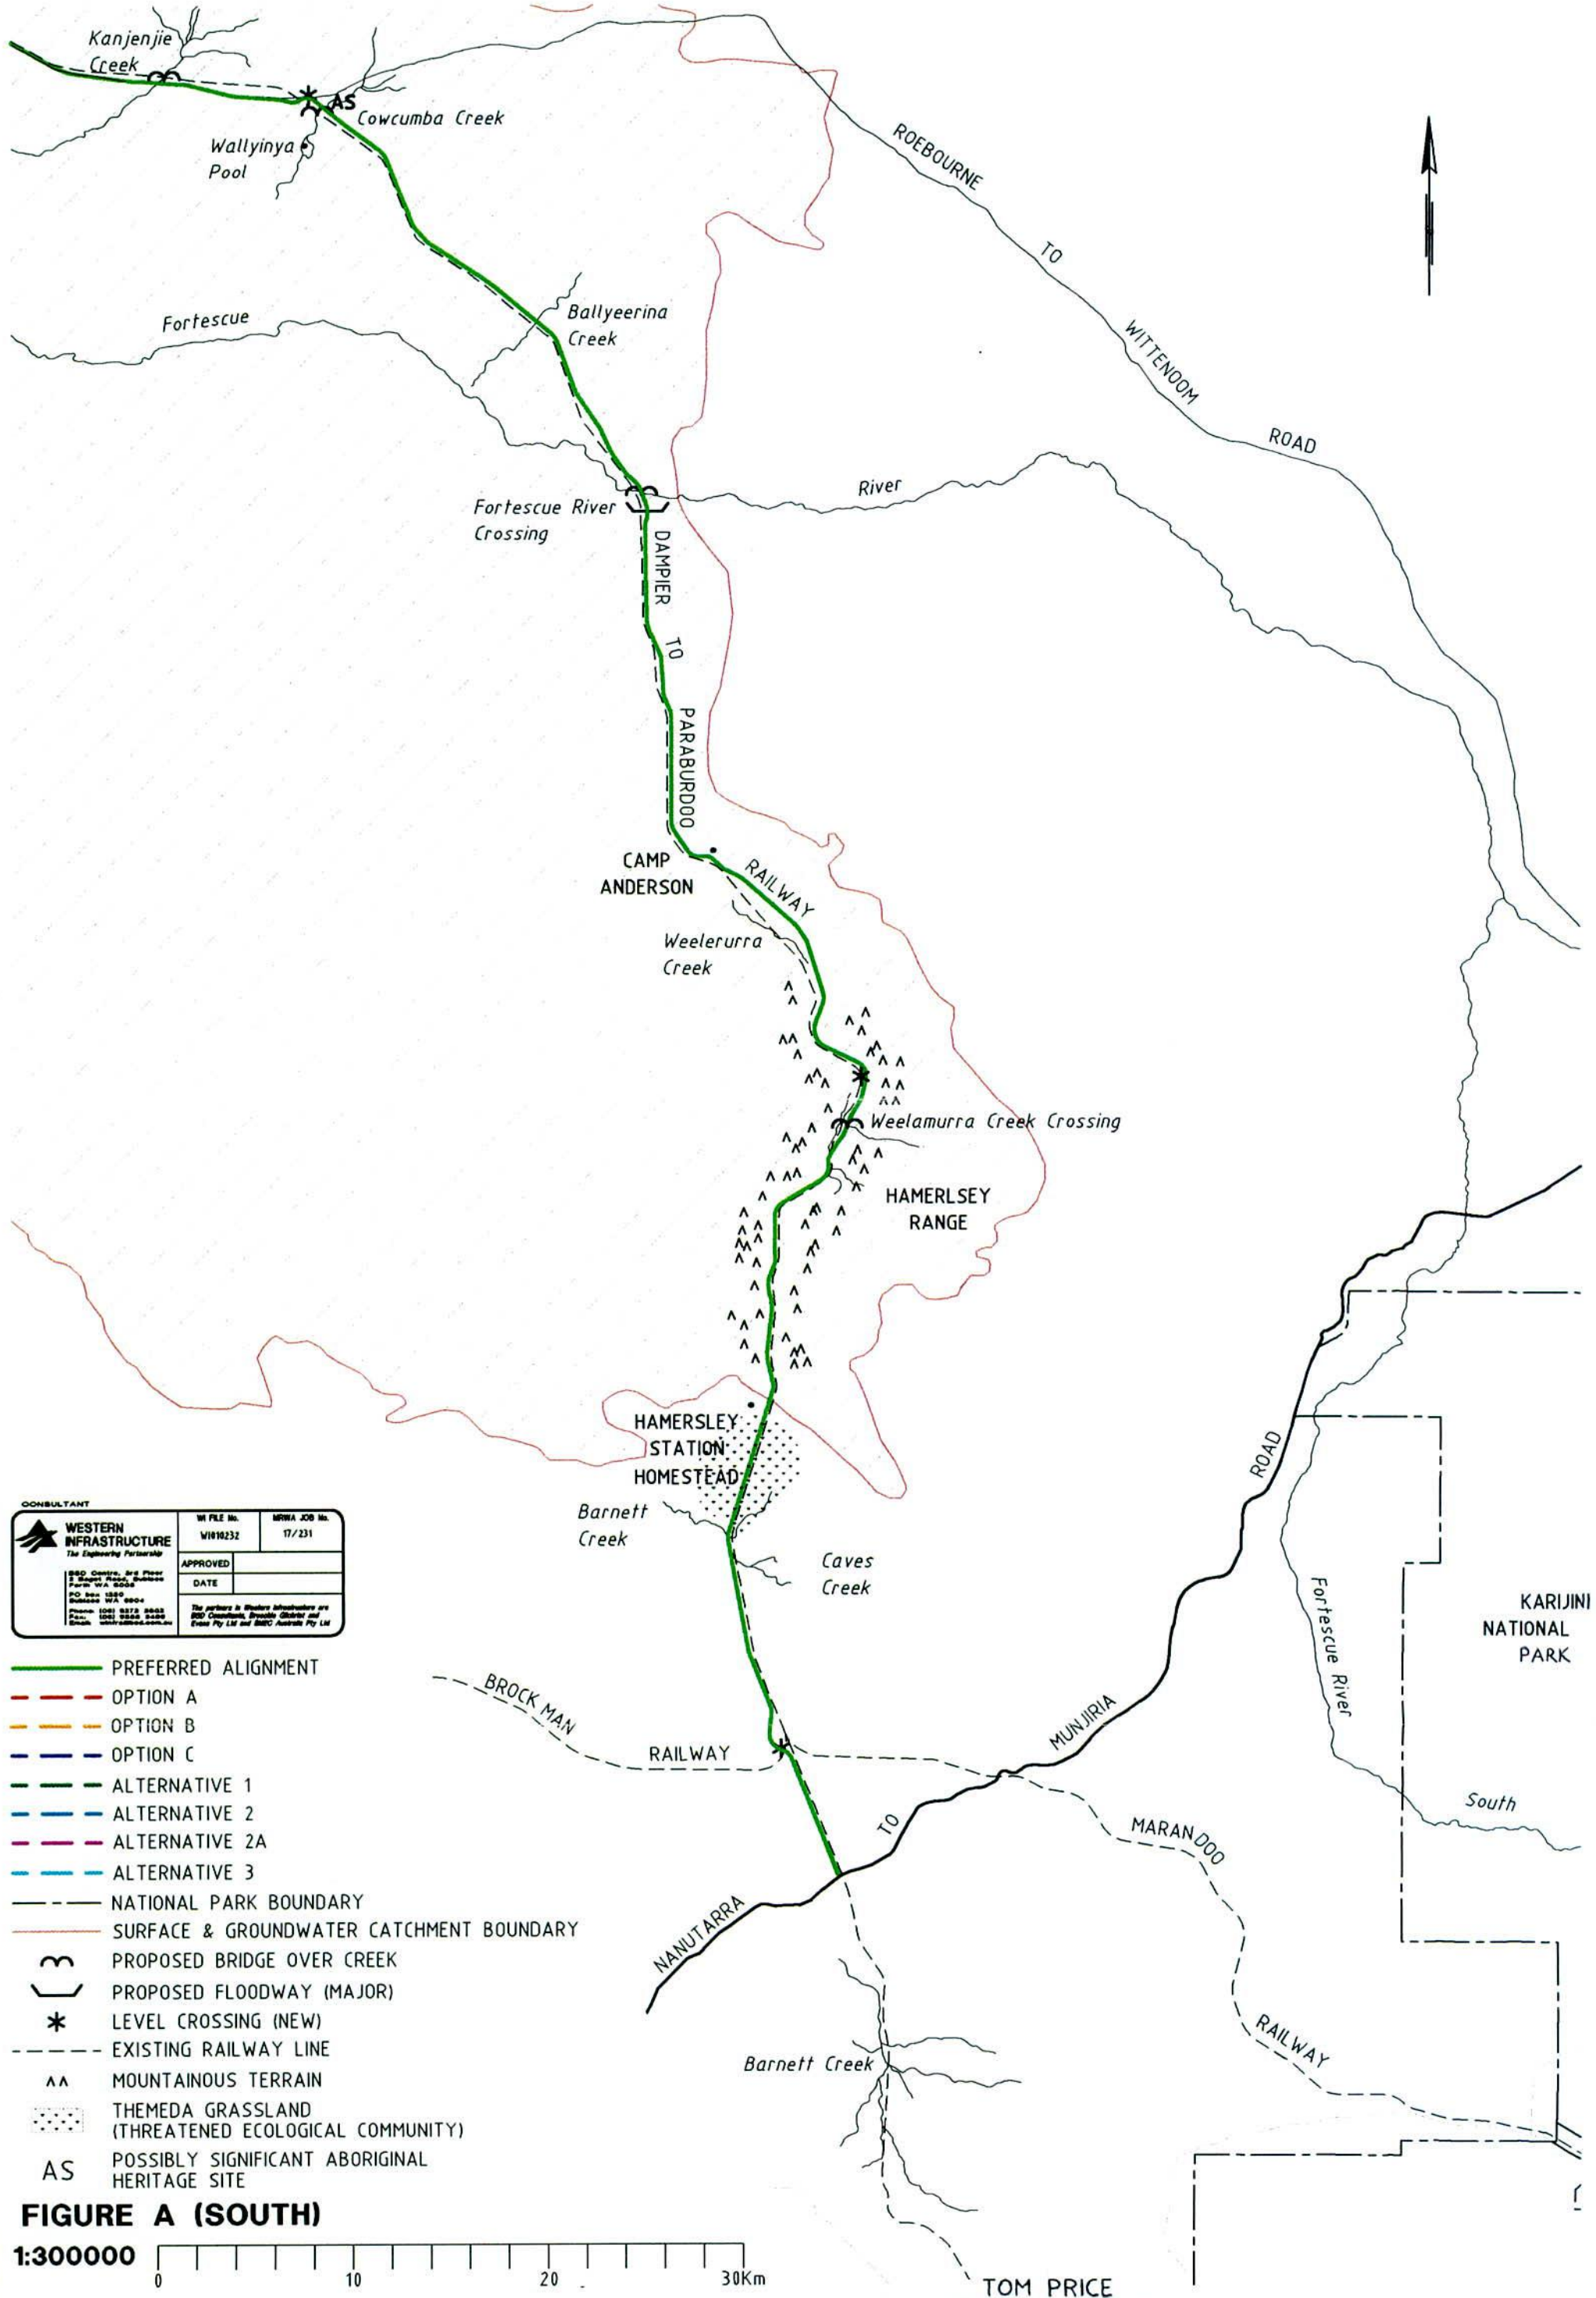 Kanjenjie
Creek
AS
Cowcumba Creek
Wallyinya
Pool
ROEBOURNE
TO
WITTENOOM
ROAD
Fortescue
Ballyeerina
Creek
River
Fortescue River
Crossing
DAMPIER
TO
PARABURDOO
RAILWAY
CAMP
ANDERSON
Weelerurra
Creek
Weelamurra Creek Crossing
HAMERLSEY
RANGE
HAMERSLEY
STATION
HOMESTEAD
Barnett
Creek
Caves
Creek
ROAD
Fortescue River
KARIJINI
NATIONAL
PARK
BROCKMAN
RAILWAY
MUNJIRIA
TO
NANUTARRA
South
MARANDOO
RAILWAY
Barnett Creek
TOM PRICE
CONSULTANT
WESTERN
INFRASTRUCTURE
The Engineering Partnership
WI FILE No.
WI010232
MRWA JOB No.
17/231
APPROVED
DATE
PREFERRED ALIGNMENT
OPTION A
OPTION B
OPTION C
ALTERNATIVE 1
ALTERNATIVE 2
ALTERNATIVE 2A
ALTERNATIVE 3
NATIONAL PARK BOUNDARY
SURFACE & GROUNDWATER CATCHMENT BOUNDARY
PROPOSED BRIDGE OVER CREEK
PROPOSED FLOODWAY (MAJOR)
LEVEL CROSSING (NEW)
EXISTING RAILWAY LINE
MOUNTAINOUS TERRAIN
THEMEDA GRASSLAND
(THREATENED ECOLOGICAL COMMUNITY)
AS
POSSIBLY SIGNIFICANT ABORIGINAL
HERITAGE SITE
FIGURE A (SOUTH)
1:300000
0 10 20 30Km